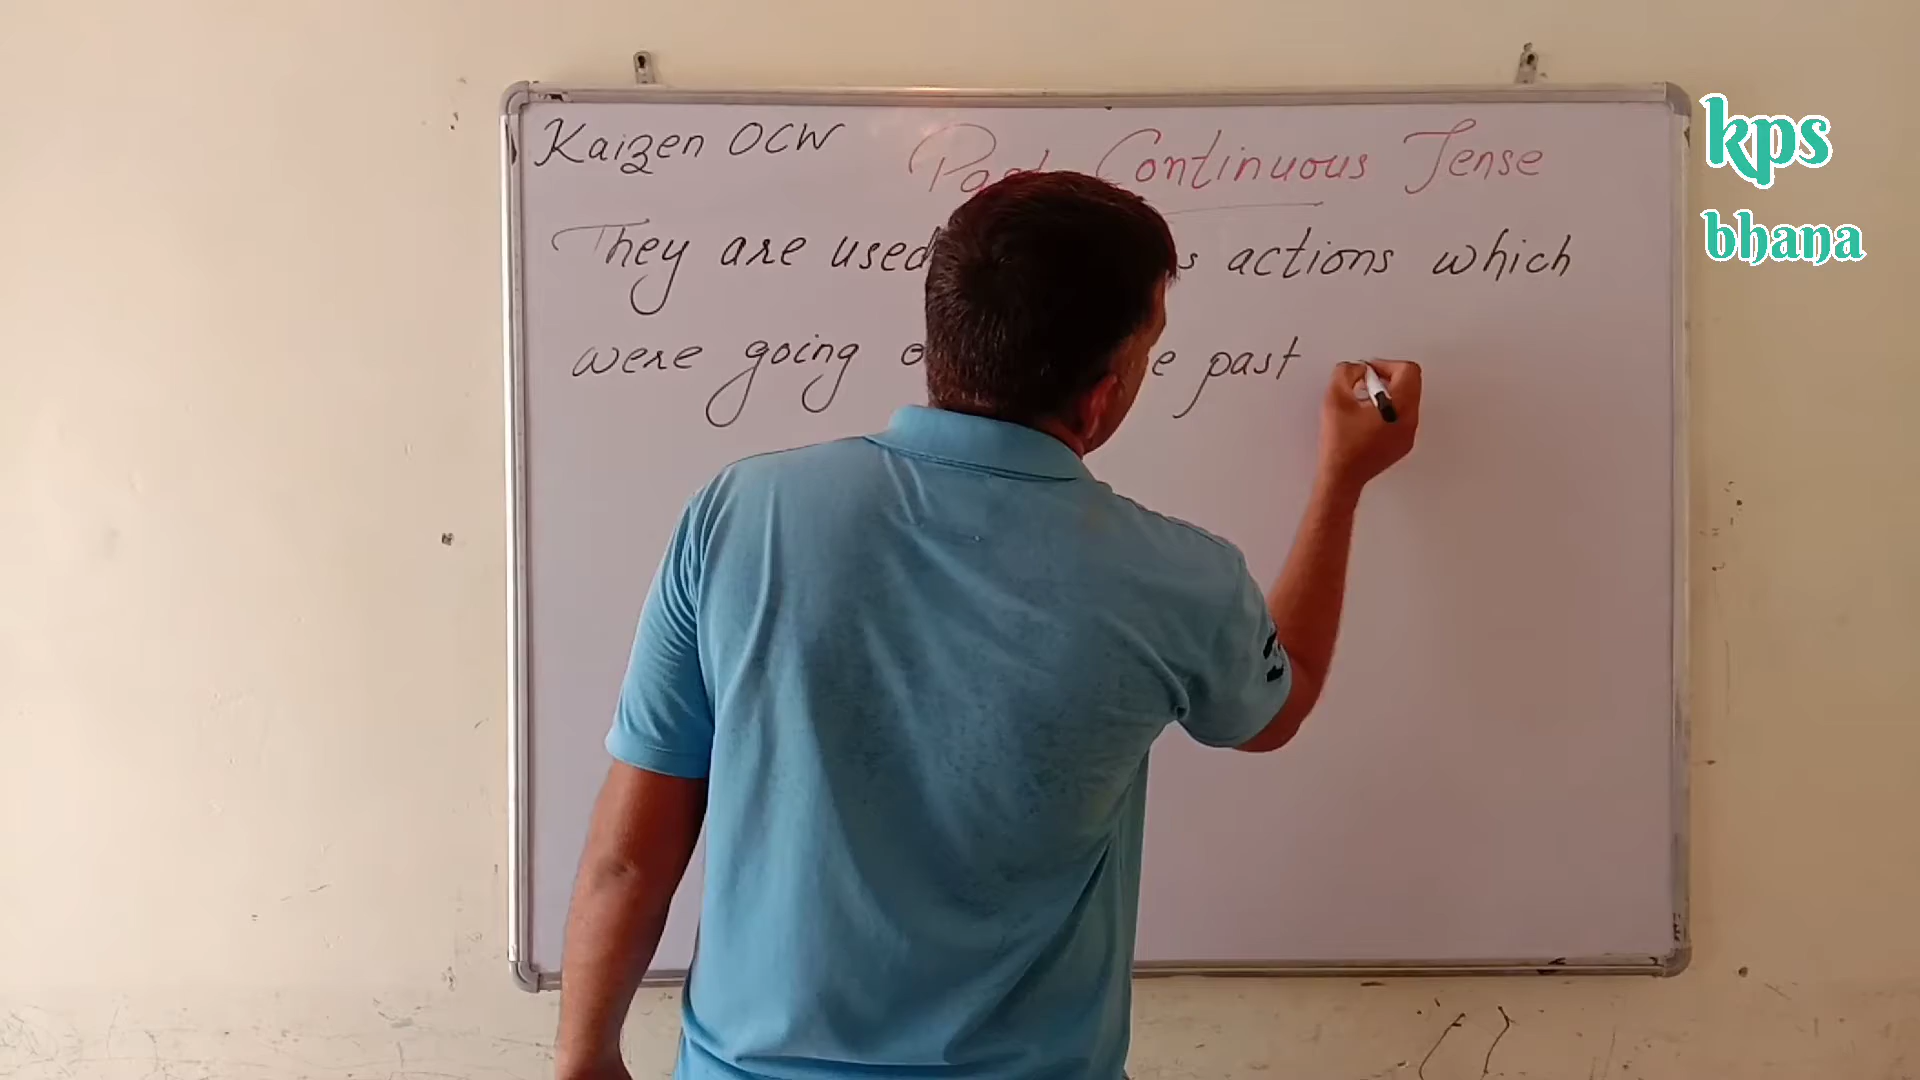 Kaizen OCW
Continuous Tense
They are used actions which
were going past
kps
bhana